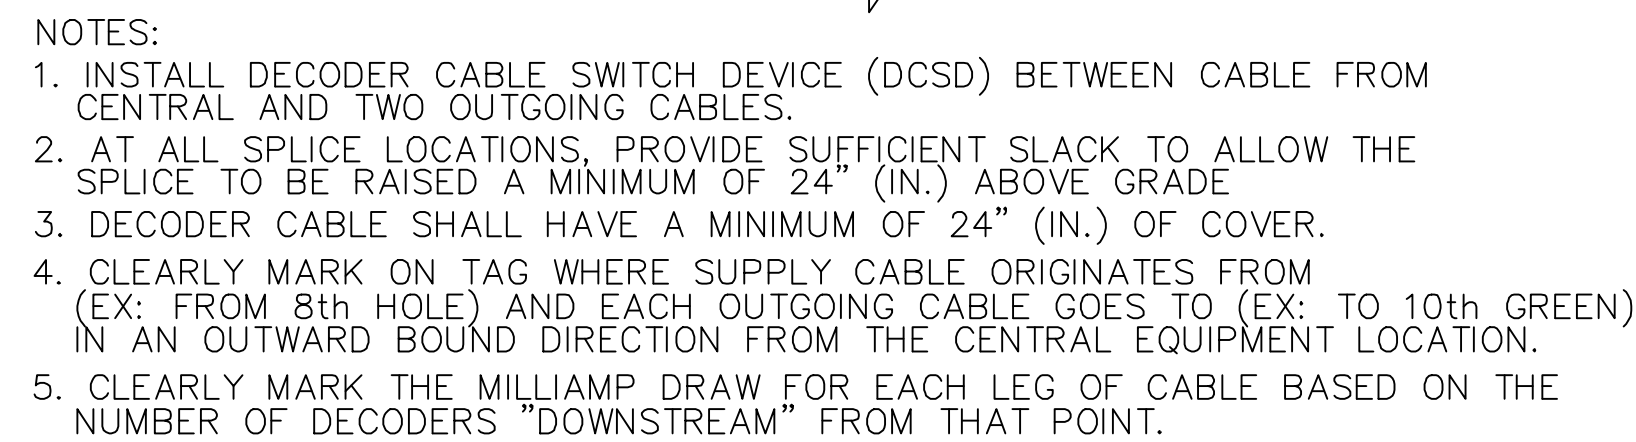 NOTES:
1. INSTALL DECODER CABLE SWITCH DEVICE (DCSD) BETWEEN CABLE FROM
CENTRAL AND TWO OUTGOING CABLES.
2. AT ALL SPLICE LOCATIONS, PROVIDE SUFFICIENT SLACK TO ALLOW THE
SPLICE TO BE RAISED A MINIMUM OF 24” (IN.) ABOVE GRADE
3. DECODER CABLE SHALL HAVE A MINIMUM OF 24” (IN.) OF COVER.
4. CLEARLY MARK ON TAG WHERE SUPPLY CABLE ORIGINATES FROM
(EX: FROM 8th HOLE) AND EACH OUTGOING CABLE GOES TO (EX: TO 10th GREEN)
IN AN OUTWARD BOUND DIRECTION FROM THE CENTRAL EQUIPMENT LOCATION.
5. CLEARLY MARK THE MILLIAMP DRAW FOR EACH LEG OF CABLE BASED ON THE
NUMBER OF DECODERS ”DOWNSTREAM” FROM THAT POINT.